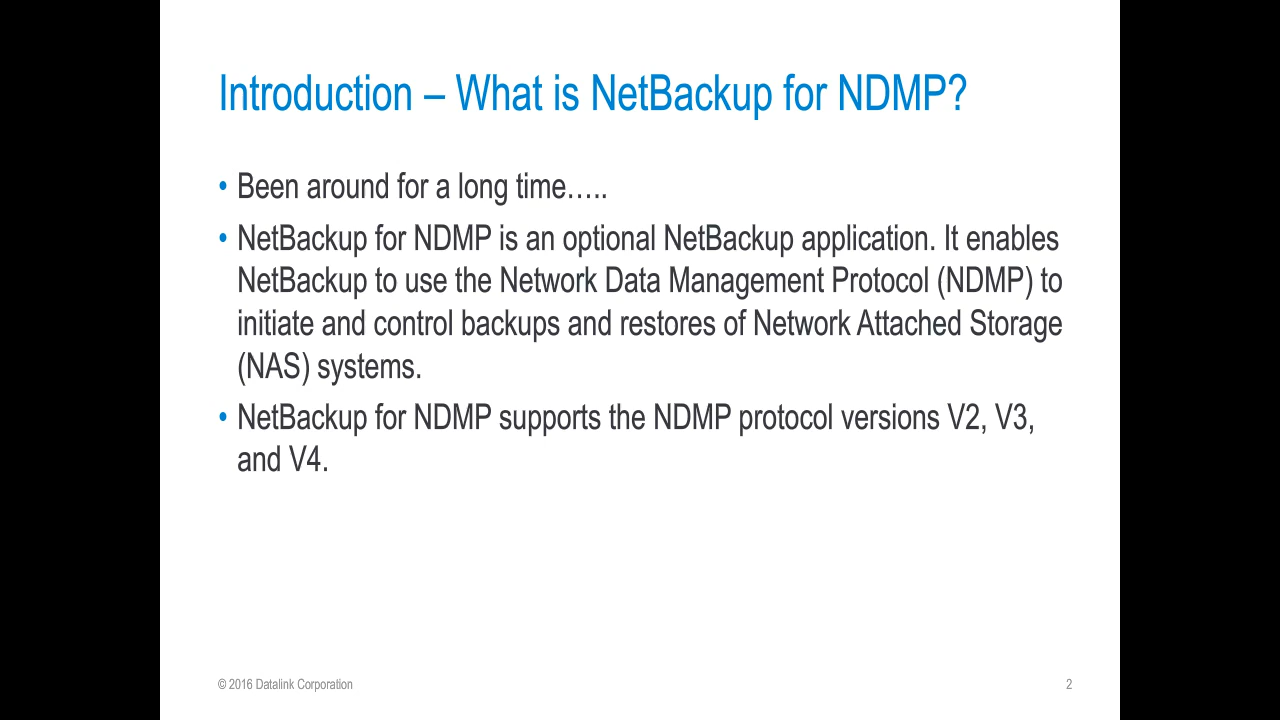 Introduction – What is NetBackup for NDMP?
• Been around for a long time…..
• NetBackup for NDMP is an optional NetBackup application. It enables
NetBackup to use the Network Data Management Protocol (NDMP) to
initiate and control backups and restores of Network Attached Storage
(NAS) systems.
• NetBackup for NDMP supports the NDMP protocol versions V2, V3,
and V4.
© 2016 Datalink Corporation
2